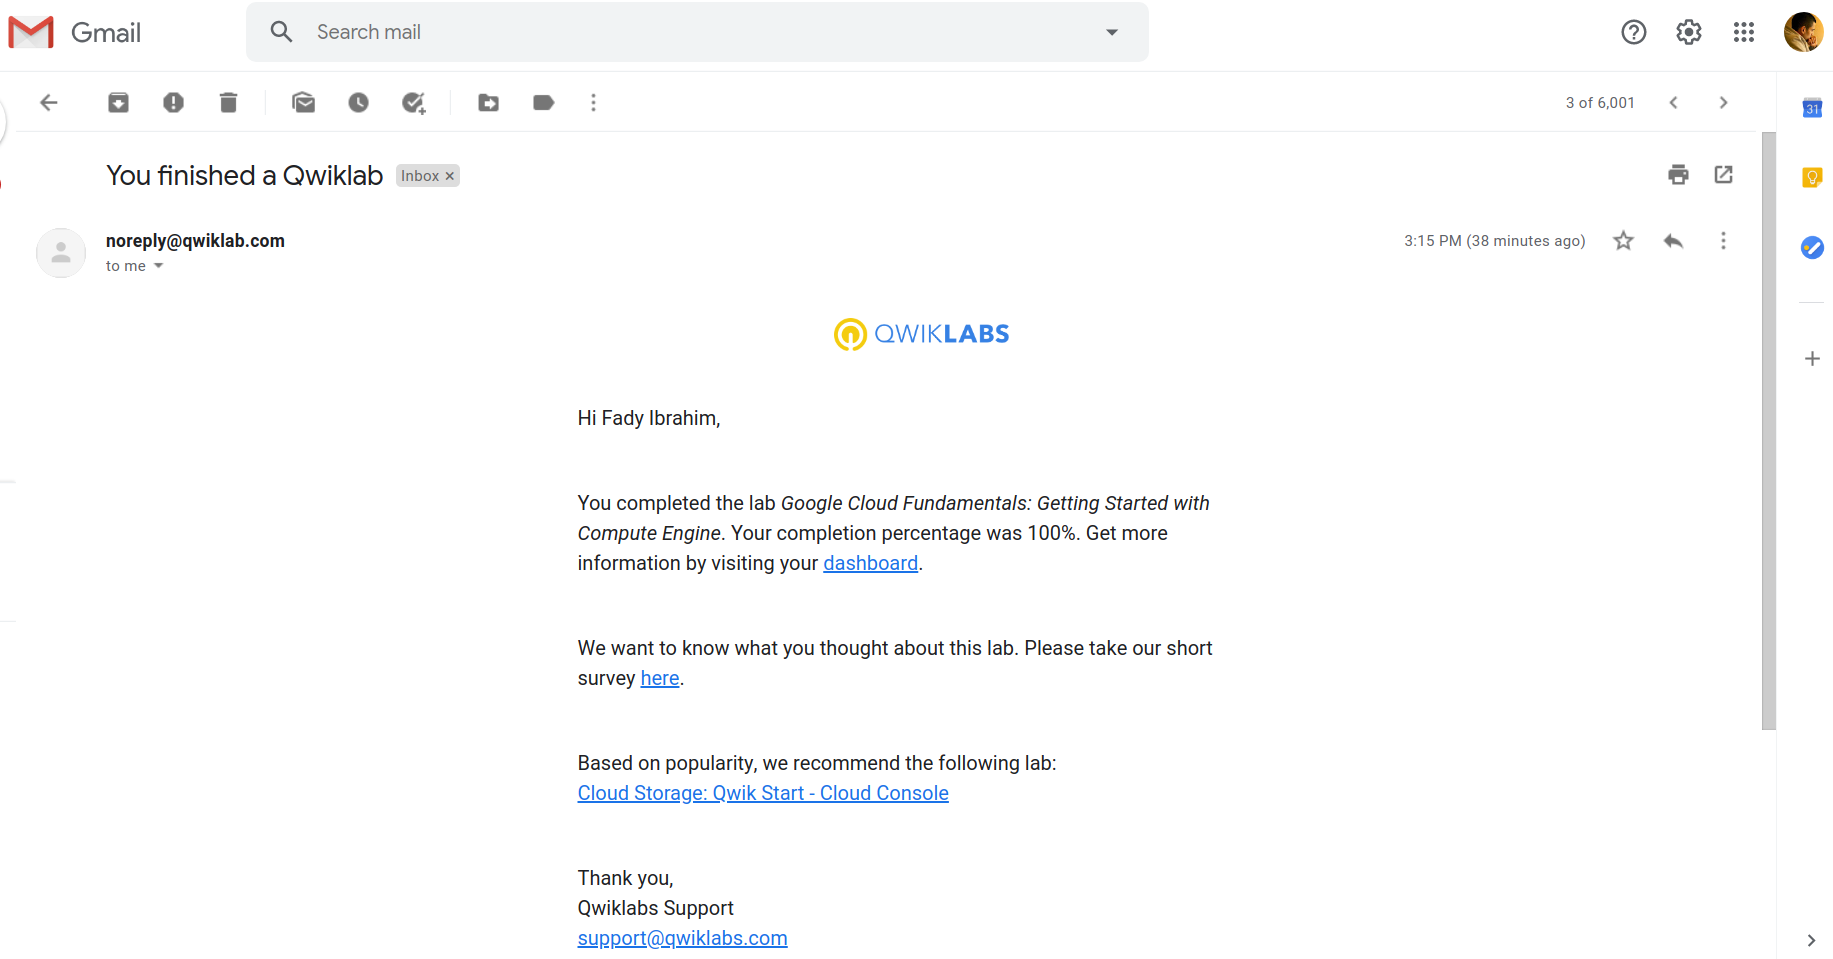 Gmail
Search mail
3 of 6,001
31
You finished a Qwiklab Inbox ×
noreply@qwiklab.com
3:15 PM (38 minutes ago)
to me
QWIKLABS
Hi Fady Ibrahim,
You completed the lab Google Cloud Fundamentals: Getting Started with
Compute Engine. Your completion percentage was 100%. Get more
information by visiting your dashboard.
We want to know what you thought about this lab. Please take our short
survey here.
Based on popularity, we recommend the following lab:
Cloud Storage: Qwik Start - Cloud Console
Thank you,
Qwiklabs Support
support@qwiklabs.com